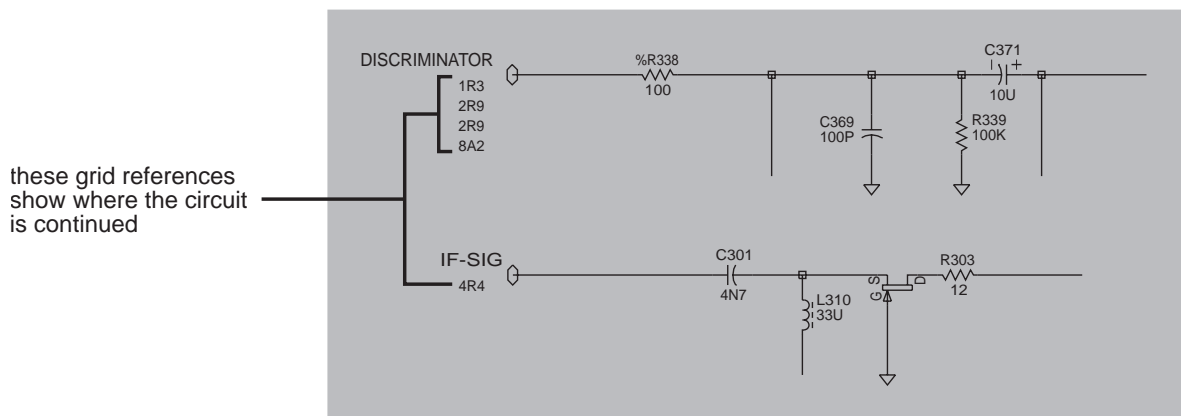 DISCRIMINATOR
1R3
2R9
2R9
8A2
%R338
100
C369
100P
R339
100K
C371
10U
these grid references
show where the circuit
is continued
IF-SIG
4R4
C301
4N7
L310
33U
G S D
R303
12